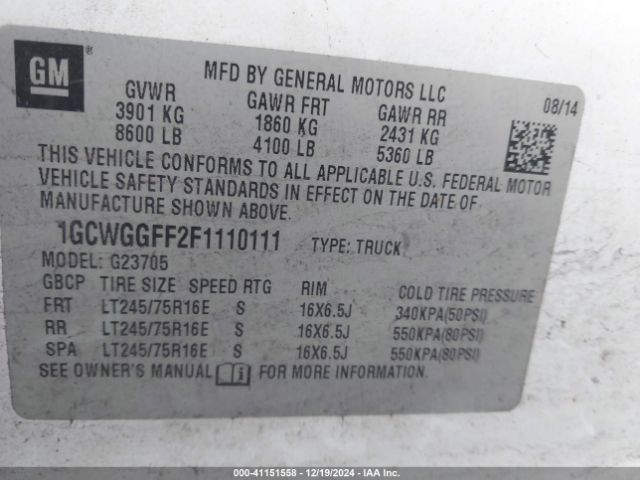 GM ®
MFD BY GENERAL MOTORS LLC
08/14
GVWR GAWR FRT GAWR RR
3901 KG 1860 KG 2431 KG
8600 LB 4100 LB 5360 LB
THIS VEHICLE CONFORMS TO ALL APPLICABLE U.S. FEDERAL MOTOR
VEHICLE SAFETY STANDARDS IN EFFECT ON THE DATE OF
MANUFACTURE SHOWN ABOVE.
1GCWGGFF2F1110111 TYPE: TRUCK
MODEL: G23705
GBCP TIRE SIZE SPEED RTG RIM COLD TIRE PRESSURE
FRT LT245/75R16E S 16X6.5J 340KPA(50PSI)
RR LT245/75R16E S 16X6.5J 550KPA(80PSI)
SPA LT245/75R16E S 16X6.5J 550KPA(80PSI)
SEE OWNER'S MANUAL i FOR MORE INFORMATION.
000-41151558 - 12/19/2024 - IAA Inc.